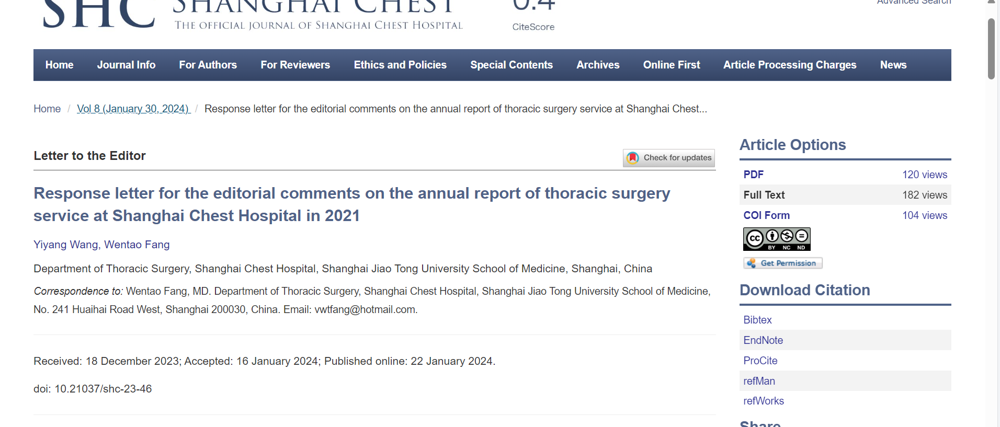 SHC
SHANGHAI CHEST
THE OFFICIAL JOURNAL OF SHANGHAI CHEST HOSPITAL
0.4
CiteScore
Advanced Search
Home Journal Info For Authors For Reviewers Ethics and Policies Special Contents Archives Online First Article Processing Charges News
Home / Vol 8 (January 30, 2024) / Response letter for the editorial comments on the annual report of thoracic surgery service at Shanghai Chest...
Letter to the Editor
Check for updates
Response letter for the editorial comments on the annual report of thoracic surgery
service at Shanghai Chest Hospital in 2021
Yiyang Wang, Wentao Fang
Department of Thoracic Surgery, Shanghai Chest Hospital, Shanghai Jiao Tong University School of Medicine, Shanghai, China
Correspondence to: Wentao Fang, MD. Department of Thoracic Surgery, Shanghai Chest Hospital, Shanghai Jiao Tong University School of Medicine,
No. 241 Huaihai Road West, Shanghai 200030, China. Email: vwtfang@hotmail.com.
Received: 18 December 2023; Accepted: 16 January 2024; Published online: 22 January 2024.
doi: 10.21037/shc-23-46
Article Options
PDF 120 views
Full Text 182 views
COI Form 104 views
cc BY NC ND
Get Permission
Download Citation
Bibtex
EndNote
ProCite
refMan
refWorks
Share